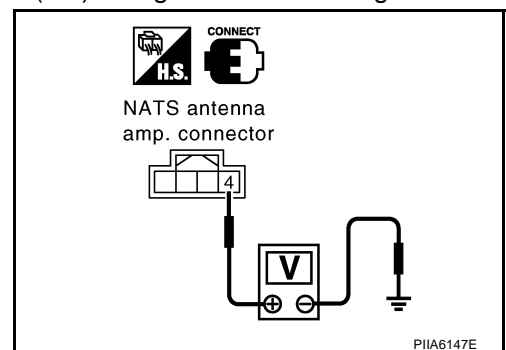 CONNECT
H.S.
NATS antenna
amp. connector
4
V
+ −
PIIA6147E